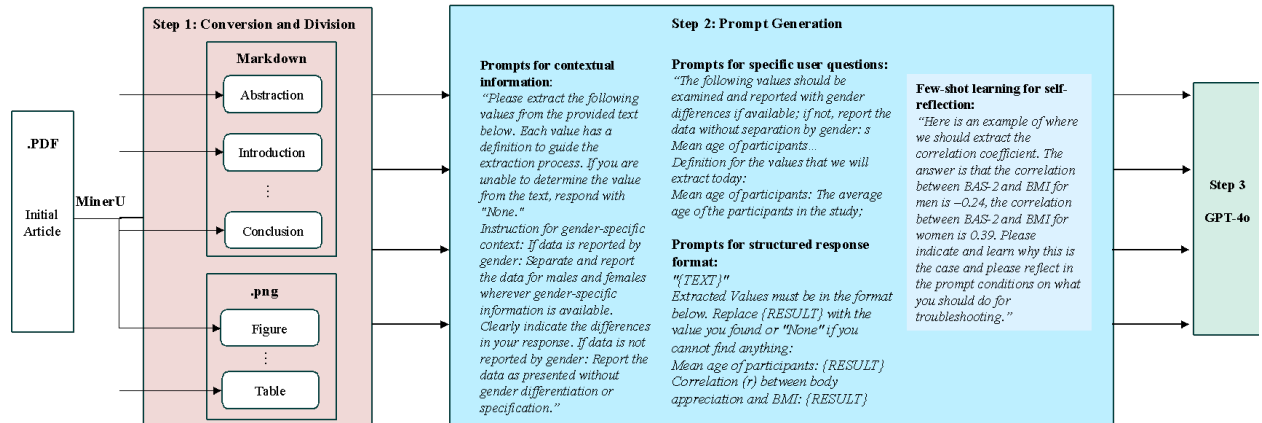 Step 1: Conversion and Division
Step 2: Prompt Generation
.PDF
Initial
Article
MinerU
Markdown
Abstraction
Introduction
⋮
Conclusion
.png
Figure
⋮
Table
Prompts for contextual
information:
“Please extract the following
values from the provided text
below. Each value has a
definition to guide the
extraction process. If you are
unable to determine the value
from the text, respond with
"None."
Instruction for gender-specific
context: If data is reported by
gender: Separate and report
the data for males and females
wherever gender-specific
information is available.
Clearly indicate the differences
in your response. If data is not
reported by gender: Report the
data as presented without
gender differentiation or
specification.”
Prompts for specific user questions:
“The following values should be
examined and reported with gender
differences if available; if not, report the
data without separation by gender: s
Mean age of participants...
Definition for the values that we will
extract today:
Mean age of participants: The average
age of the participants in the study;
Prompts for structured response
format:
"{TEXT}"
Extracted Values must be in the format
below. Replace {RESULT} with the
value you found or "None" if you
cannot find anything:
Mean age of participants: {RESULT}
Correlation (r) between body
appreciation and BMI: {RESULT}
Few-shot learning for self-
reflection:
“Here is an example of where
we should extract the
correlation coefficient. The
answer is that the correlation
between BAS-2 and BMI for
men is –0.24, the correlation
between BAS-2 and BMI for
women is 0.39. Please
indicate and learn why this is
the case and please reflect in
the prompt conditions on what
you should do for
troubleshooting.”
Step 3
GPT-4o